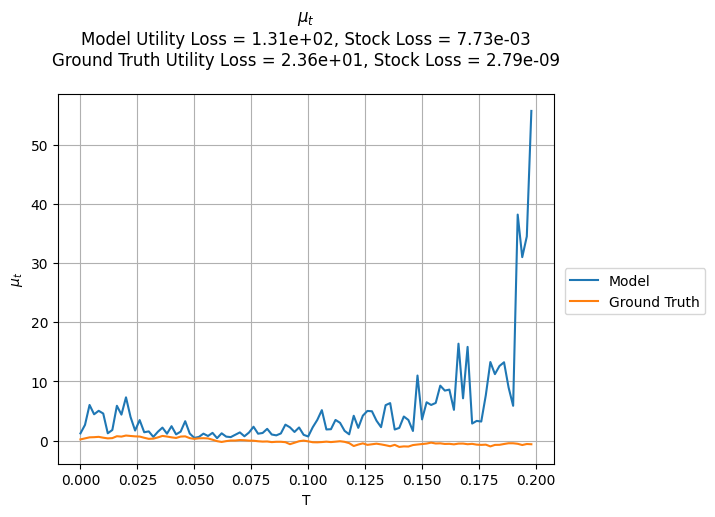 μ_t
Model Utility Loss = 1.31e+02, Stock Loss = 7.73e-03
Ground Truth Utility Loss = 2.36e+01, Stock Loss = 2.79e-09
50
40
30
20
10
0
μ_t
0.000 0.025 0.050 0.075 0.100 0.125 0.150 0.175 0.200
T
Model
Ground Truth